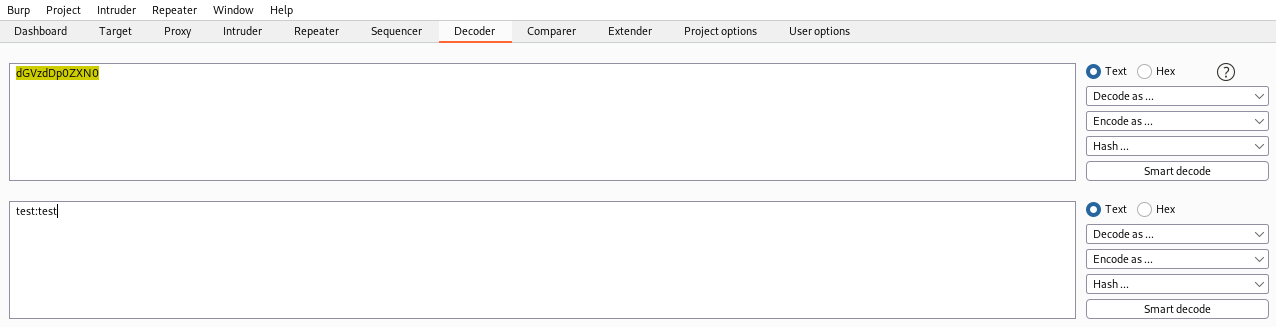 Burp Project Intruder Repeater Window Help
Dashboard Target Proxy Intruder Repeater Sequencer Decoder Comparer Extender Project options User options
dGVzdDp0ZXN0
Text Hex ?
Decode as ...
Encode as ...
Hash ...
Smart decode
test:test
Text Hex
Decode as ...
Encode as ...
Hash ...
Smart decode